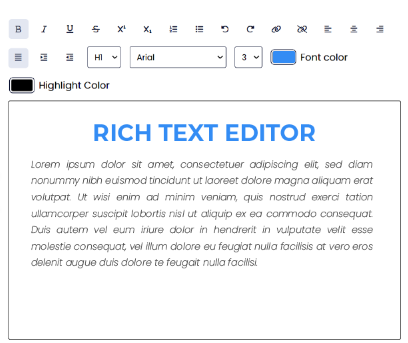 B I U S X¹ X₁
H1 Arial 3 Font color
Highlight Color
RICH TEXT EDITOR
Lorem ipsum dolor sit amet, consectetuer adipiscing elit, sed diam
nonummy nibh euismod tincidunt ut laoreet dolore magna aliquam erat
volutpat. Ut wisi enim ad minim veniam, quis nostrud exerci tation
ullamcorper suscipit lobortis nisl ut aliquip ex ea commodo consequat.
Duis autem vel eum iriure dolor in hendrerit in vulputate velit esse
molestie consequat, vel illum dolore eu feugiat nulla facilisis at vero eros
delenit augue duis dolore te feugait nulla facilisi.